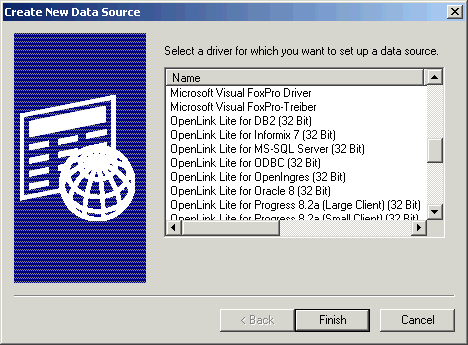 Create New Data Source
Select a driver for which you want to set up a data source.
Name
Microsoft Visual FoxPro Driver
Microsoft Visual FoxPro-Treiber
OpenLink Lite for DB2 (32 Bit)
OpenLink Lite for Informix 7 (32 Bit)
OpenLink Lite for MS-SQL Server (32 Bit)
OpenLink Lite for ODBC (32 Bit)
OpenLink Lite for OpenIngres (32 Bit)
OpenLink Lite for Oracle 8 (32 Bit)
OpenLink Lite for Progress 8.2a (Large Client) (32 Bit)
OpenLink Lite for Progress 8.2a (Small Client) (32 Bit)
< Back
Finish
Cancel